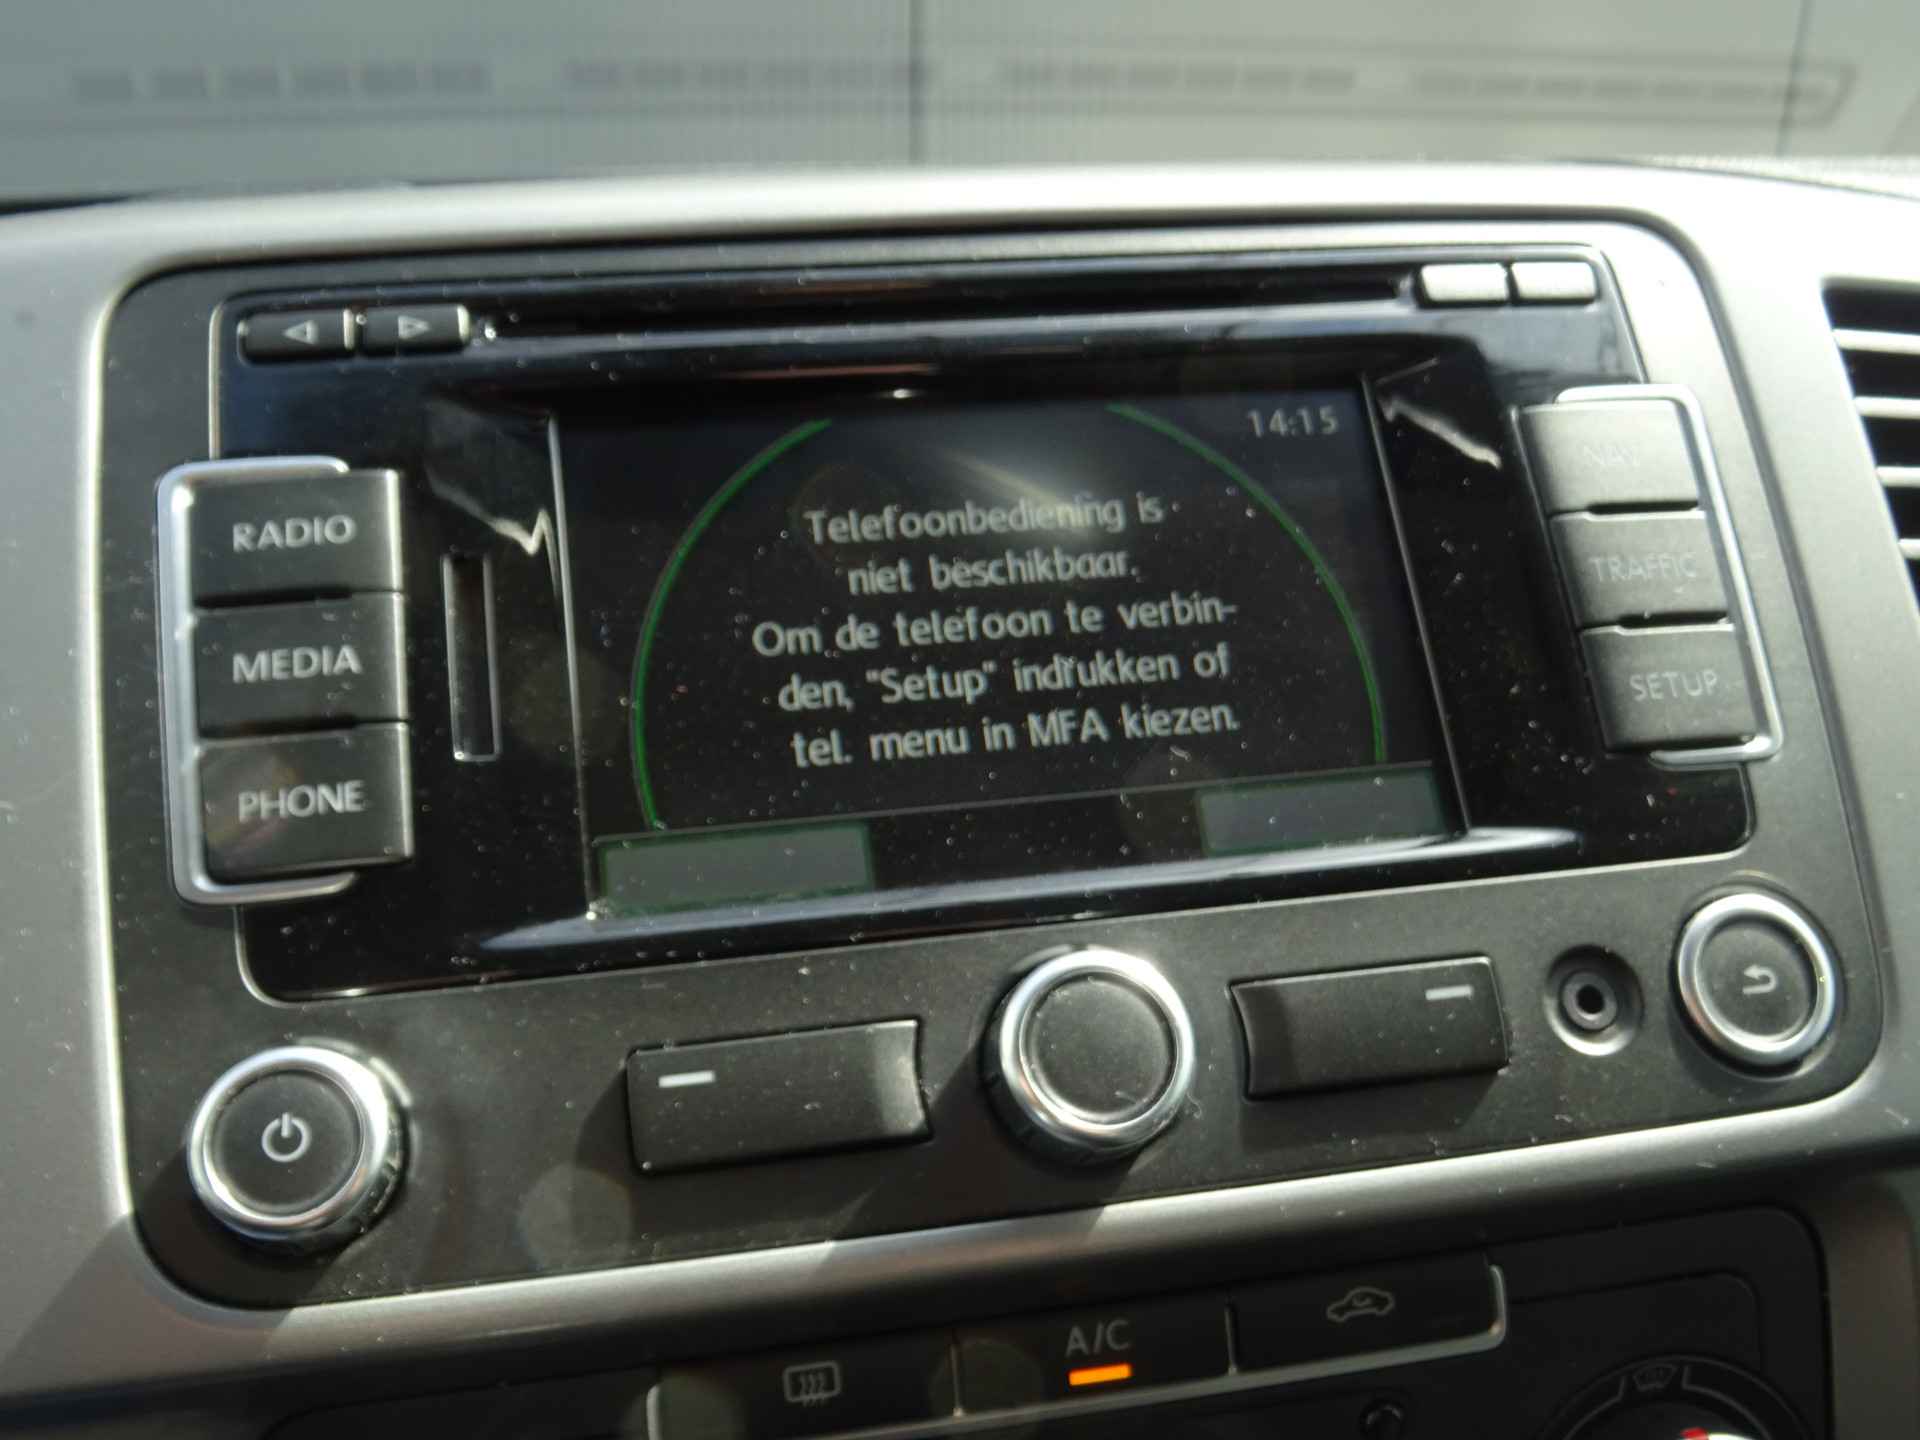 14:15
Telefoonbediening is
niet beschikbaar.
Om de telefoon te verbin-
den, "Setup" indrukken of
tel. menu in MFA kiezen.
RADIO
MEDIA
PHONE
NAV
TRAFFIC
SETUP
A/C